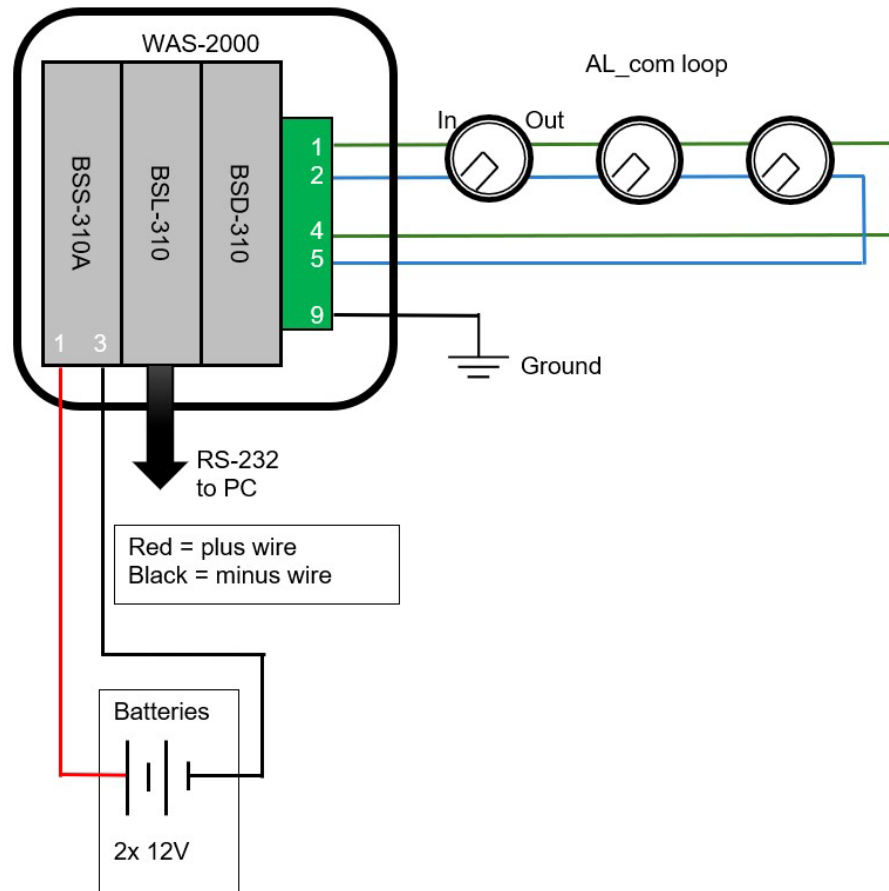 WAS-2000
AL_com loop
BSS-310A
BSL-310
BSD-310
1
2
4
5
9
In
Out
1 3
Ground
RS-232
to PC
Red = plus wire
Black = minus wire
Batteries
2x 12V